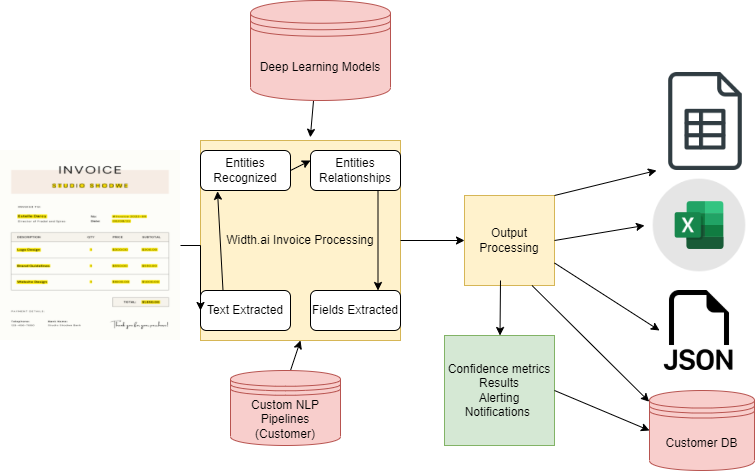 Deep Learning Models
INVOICE
STUDIO SHODWE
INVOICE TO:
Estelle Darcy
No.
Date:
DESCRIPTION
QTY
PRICE
SUBTOTAL
Logo Design
Brand Guidelines
Website Design
TOTAL:
PAYMENT DETAILS:
Thank you for your purchase!
Entities
Recognized
Entities
Relationships
Width.ai Invoice Processing
Text Extracted
Fields Extracted
Custom NLP
Pipelines
(Customer)
Output
Processing
Confidence metrics
Results
Alerting
Notifications
X
JSON
Customer DB